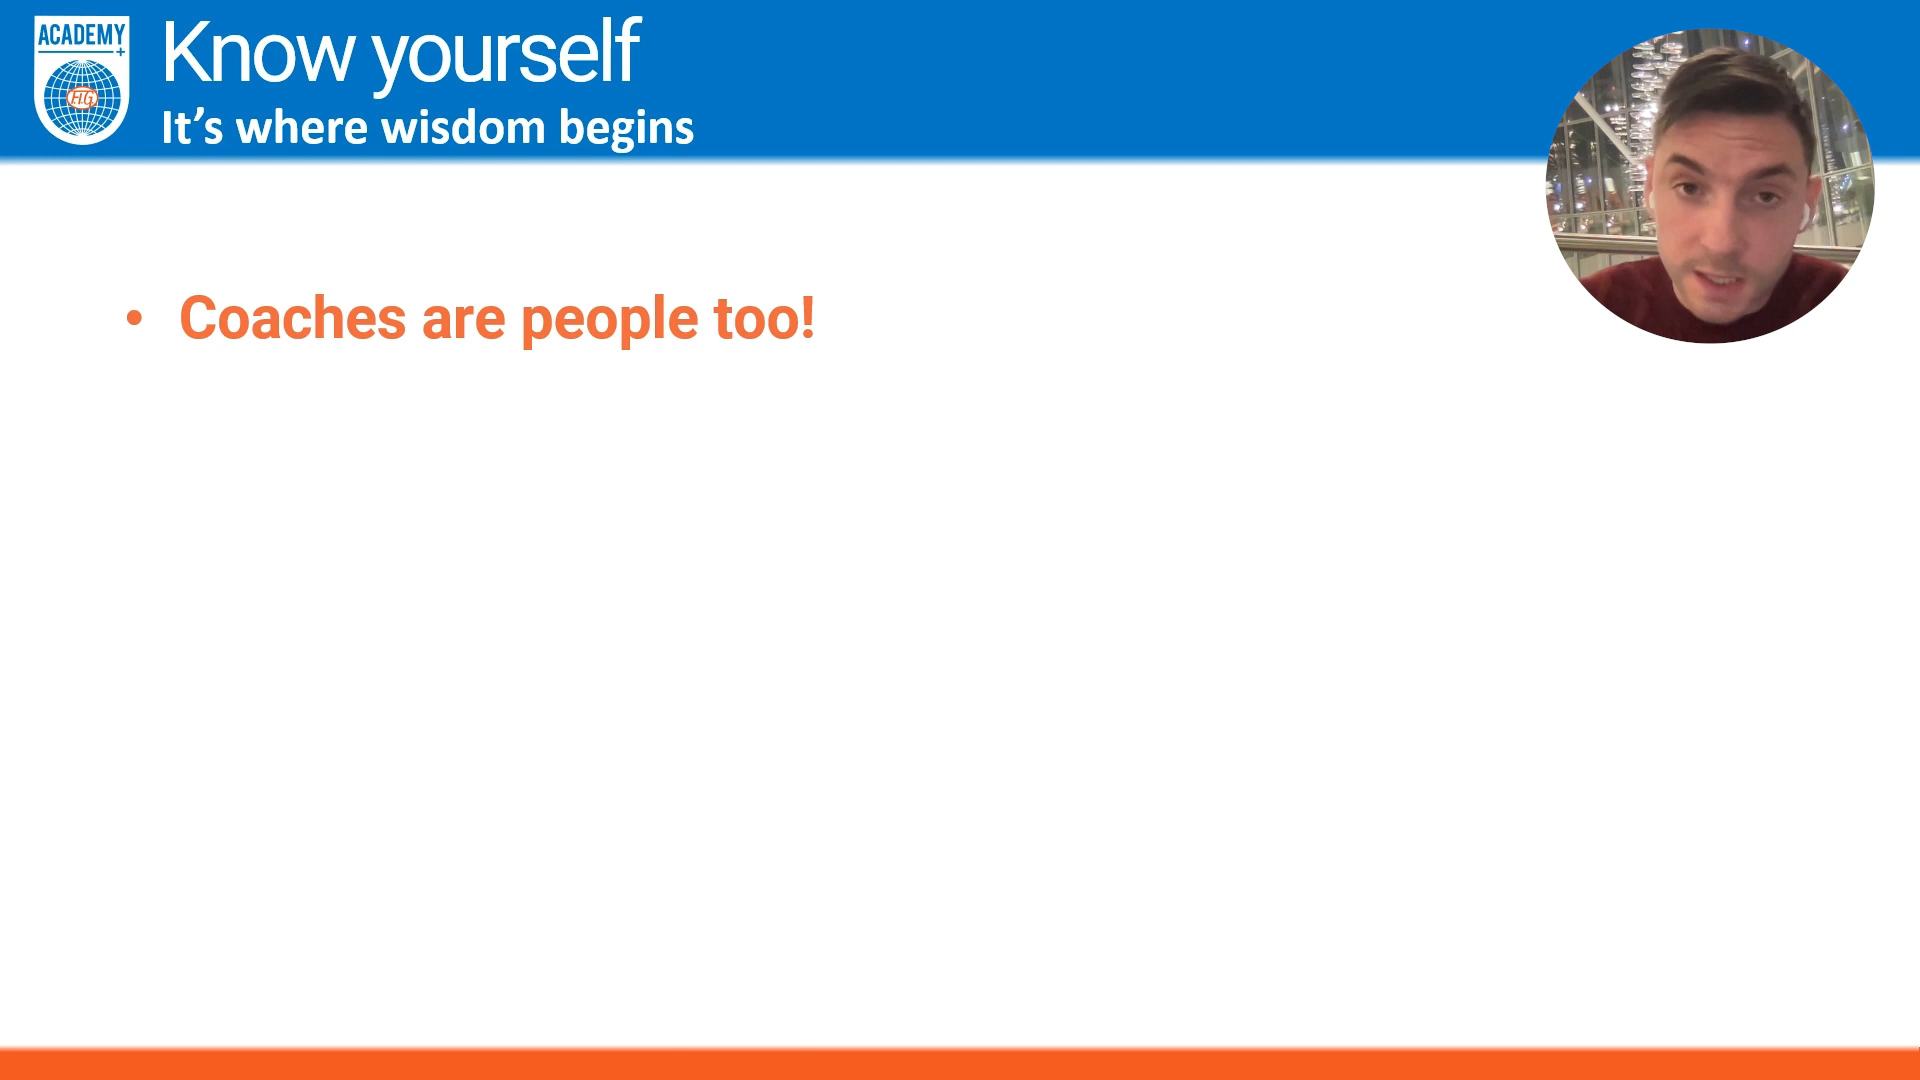 ACADEMY
+
FIG
Know yourself
It’s where wisdom begins
• Coaches are people too!